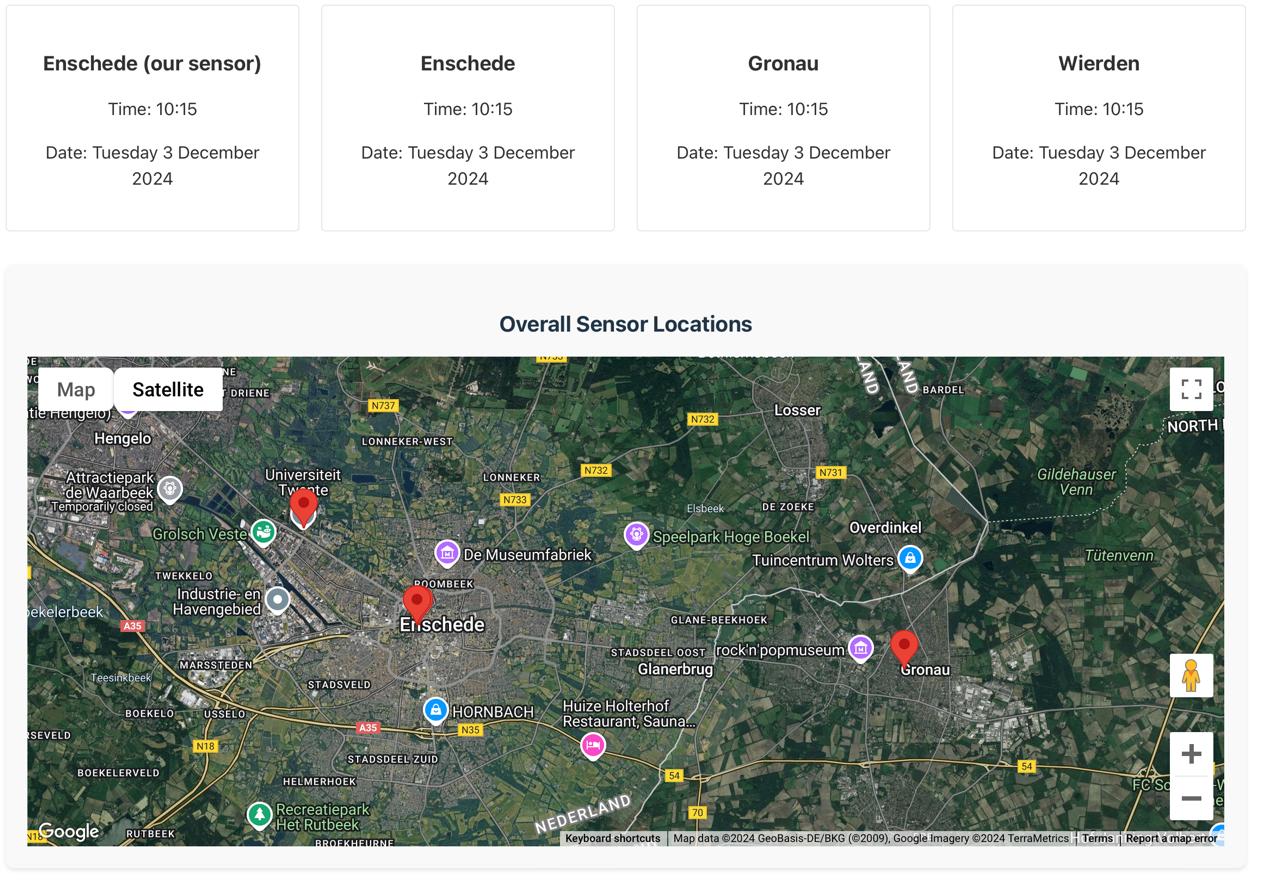 Enschede (our sensor)
Time: 10:15
Date: Tuesday 3 December
2024
Enschede
Time: 10:15
Date: Tuesday 3 December
2024
Gronau
Time: 10:15
Date: Tuesday 3 December
2024
Wierden
Time: 10:15
Date: Tuesday 3 December
2024
Overall Sensor Locations
Map
Satellite
DRIENE
N737
LONNEKER-WEST
N732
Losser
LAND
LAND
BARDEL
NORTH
Hengelo)
Hengelo
Attractiepark
de Waarbeek
Temporarily closed
Universiteit
Twente
LONNEKER
N732
N733
N731
Gildehauser
Venn
Elsbeek
DE ZOEKE
Overdinkel
Grolsch Veste
Speelpark Hoge Boekel
De Museumfabriek
Tuincentrum Wolters
Tütenvenn
TWEKKELO
ROOMBEEK
Industrie- en
Havengebied
oekelerbeek
A35
Enschede
GLANE-BEEKHOEK
MARSSTEDEN
STADSDEEL OOST
rock'n'popmuseum
Glanerbrug
Gronau
Teesinkbeek
STADSVELD
BOEKELO
USSELO
HORNBACH
Huize Holterhof
Restaurant, Sauna...
A35
N35
RSEVELD
N18
STADSDEEL ZUID
BOEKELERVELD
HELMERHOEK
54
54
FC
Recreatiepark
Het Rutbeek
NEDERLAND
70
N18
Google
RUTBEEK
BROEKHEURNE
Keyboard shortcuts
Map data ©2024 GeoBasis-DE/BKG (©2009), Google Imagery ©2024 TerraMetrics
Terms
Report a map error